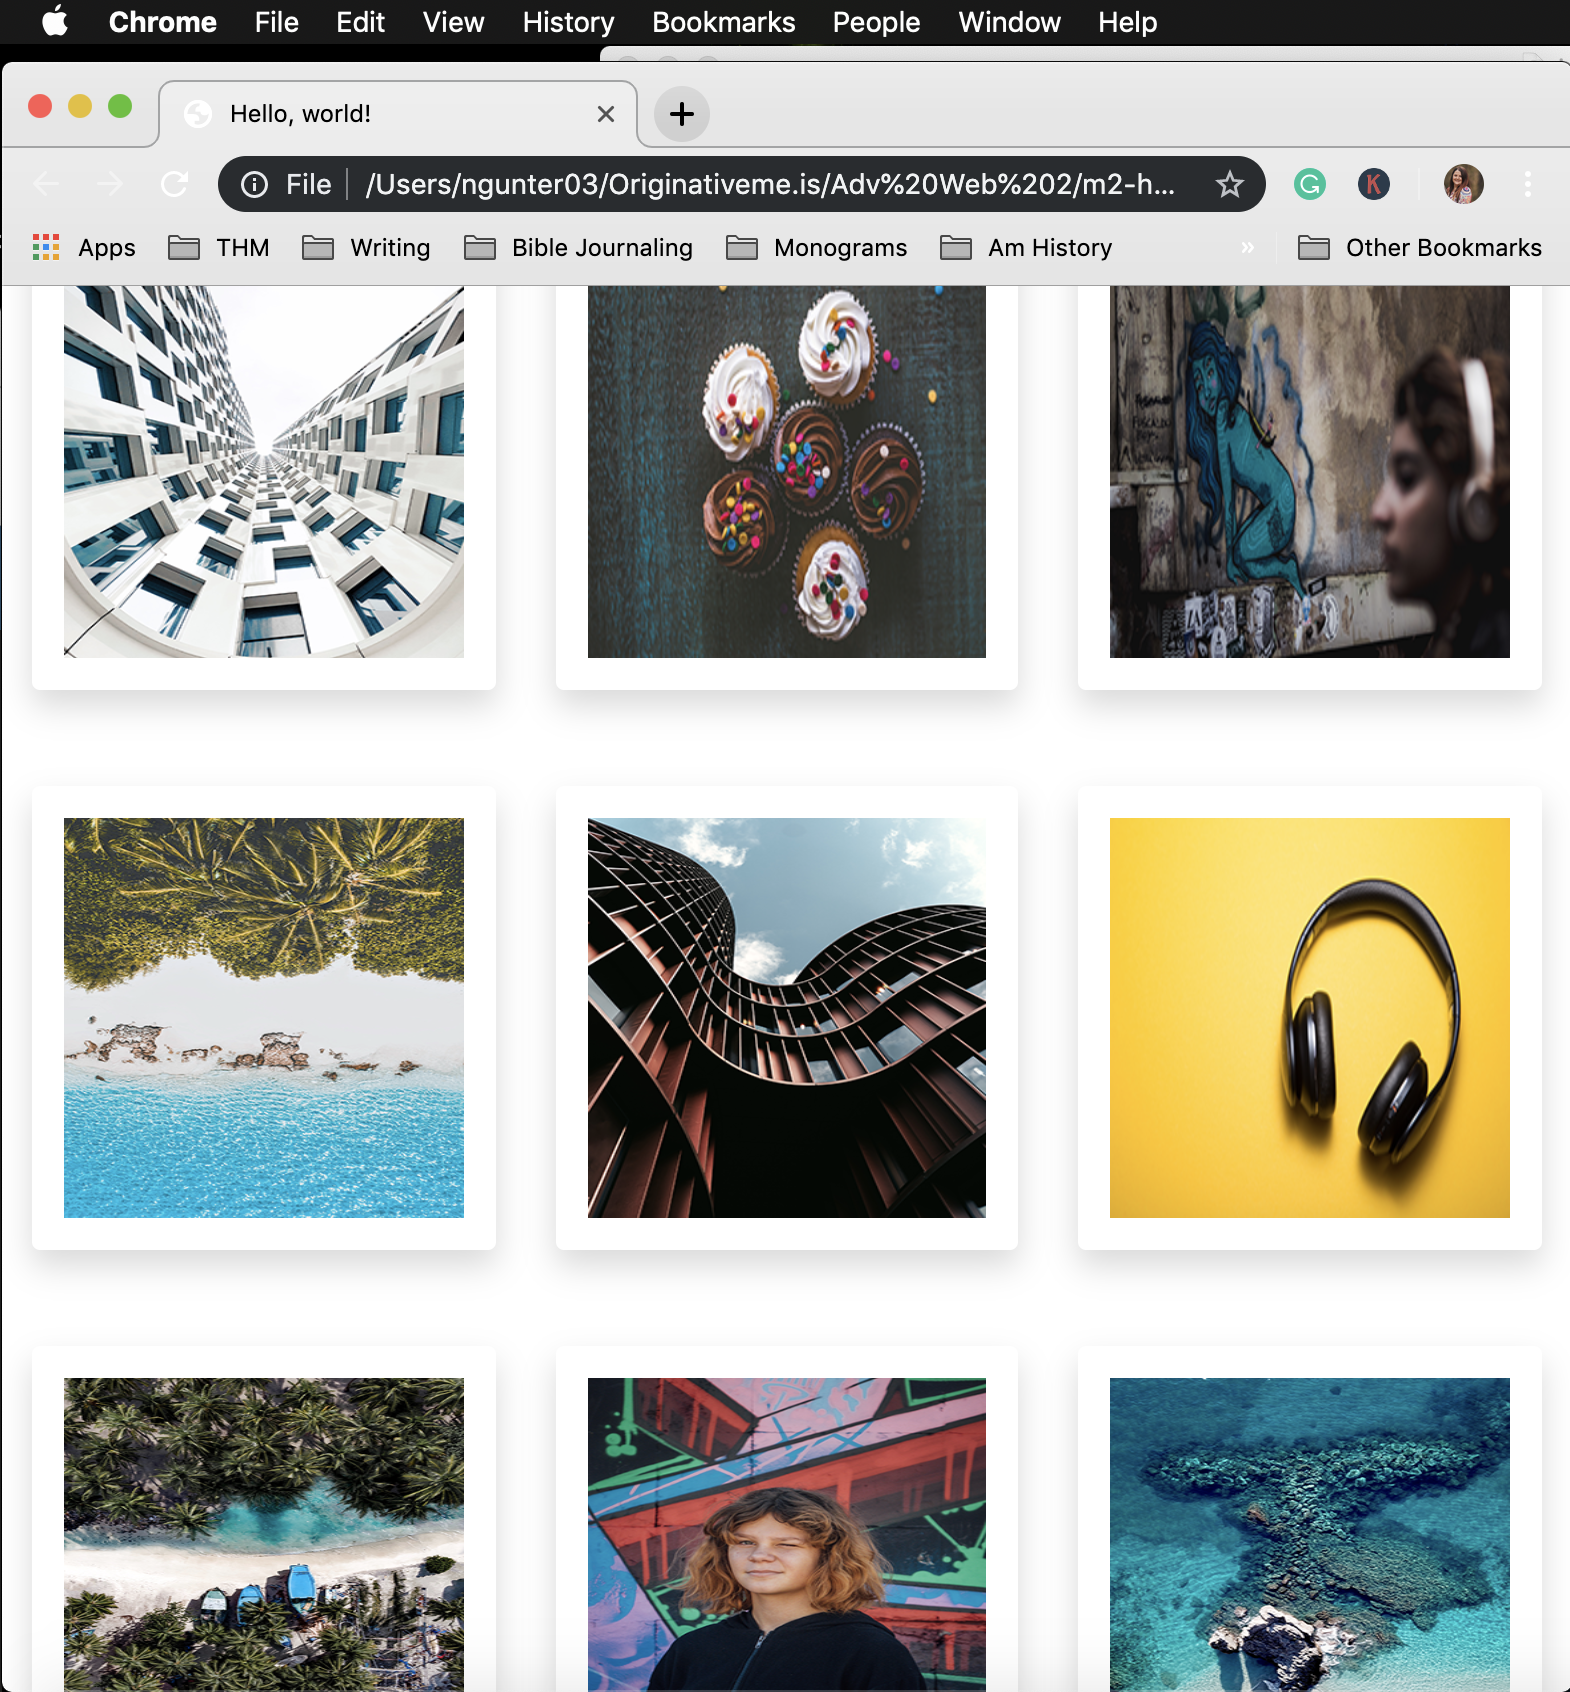 Chrome File Edit View History Bookmarks People Window Help
Hello, world!
File /Users/ngunter03/Originativeme.is/Adv%20Web%202/m2-h...
Apps THM Writing Bible Journaling Monograms Am History » Other Bookmarks